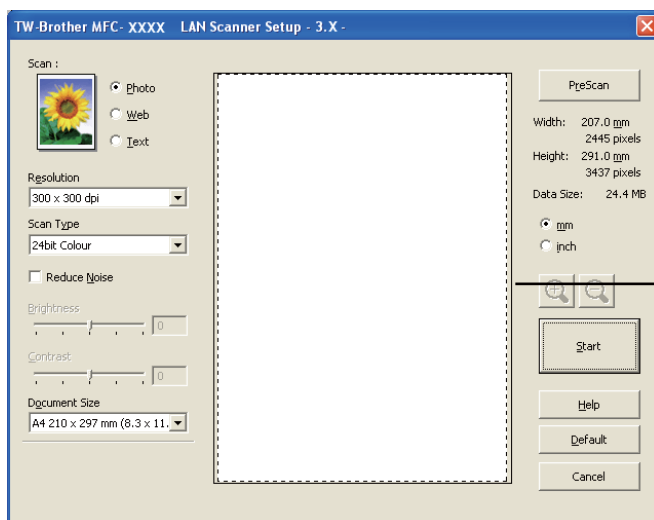 TW-Brother MFC- XXXX LAN Scanner Setup - 3.X -
Scan :
Photo
Web
Text
Resolution
300 x 300 dpi
Scan Type
24bit Colour
Reduce Noise
Brightness
0
Contrast
0
Document Size
A4 210 x 297 mm (8.3 x 11.
PreScan
Width: 207.0 mm
2445 pixels
Height: 291.0 mm
3437 pixels
Data Size: 24.4 MB
mm
inch
Start
Help
Default
Cancel